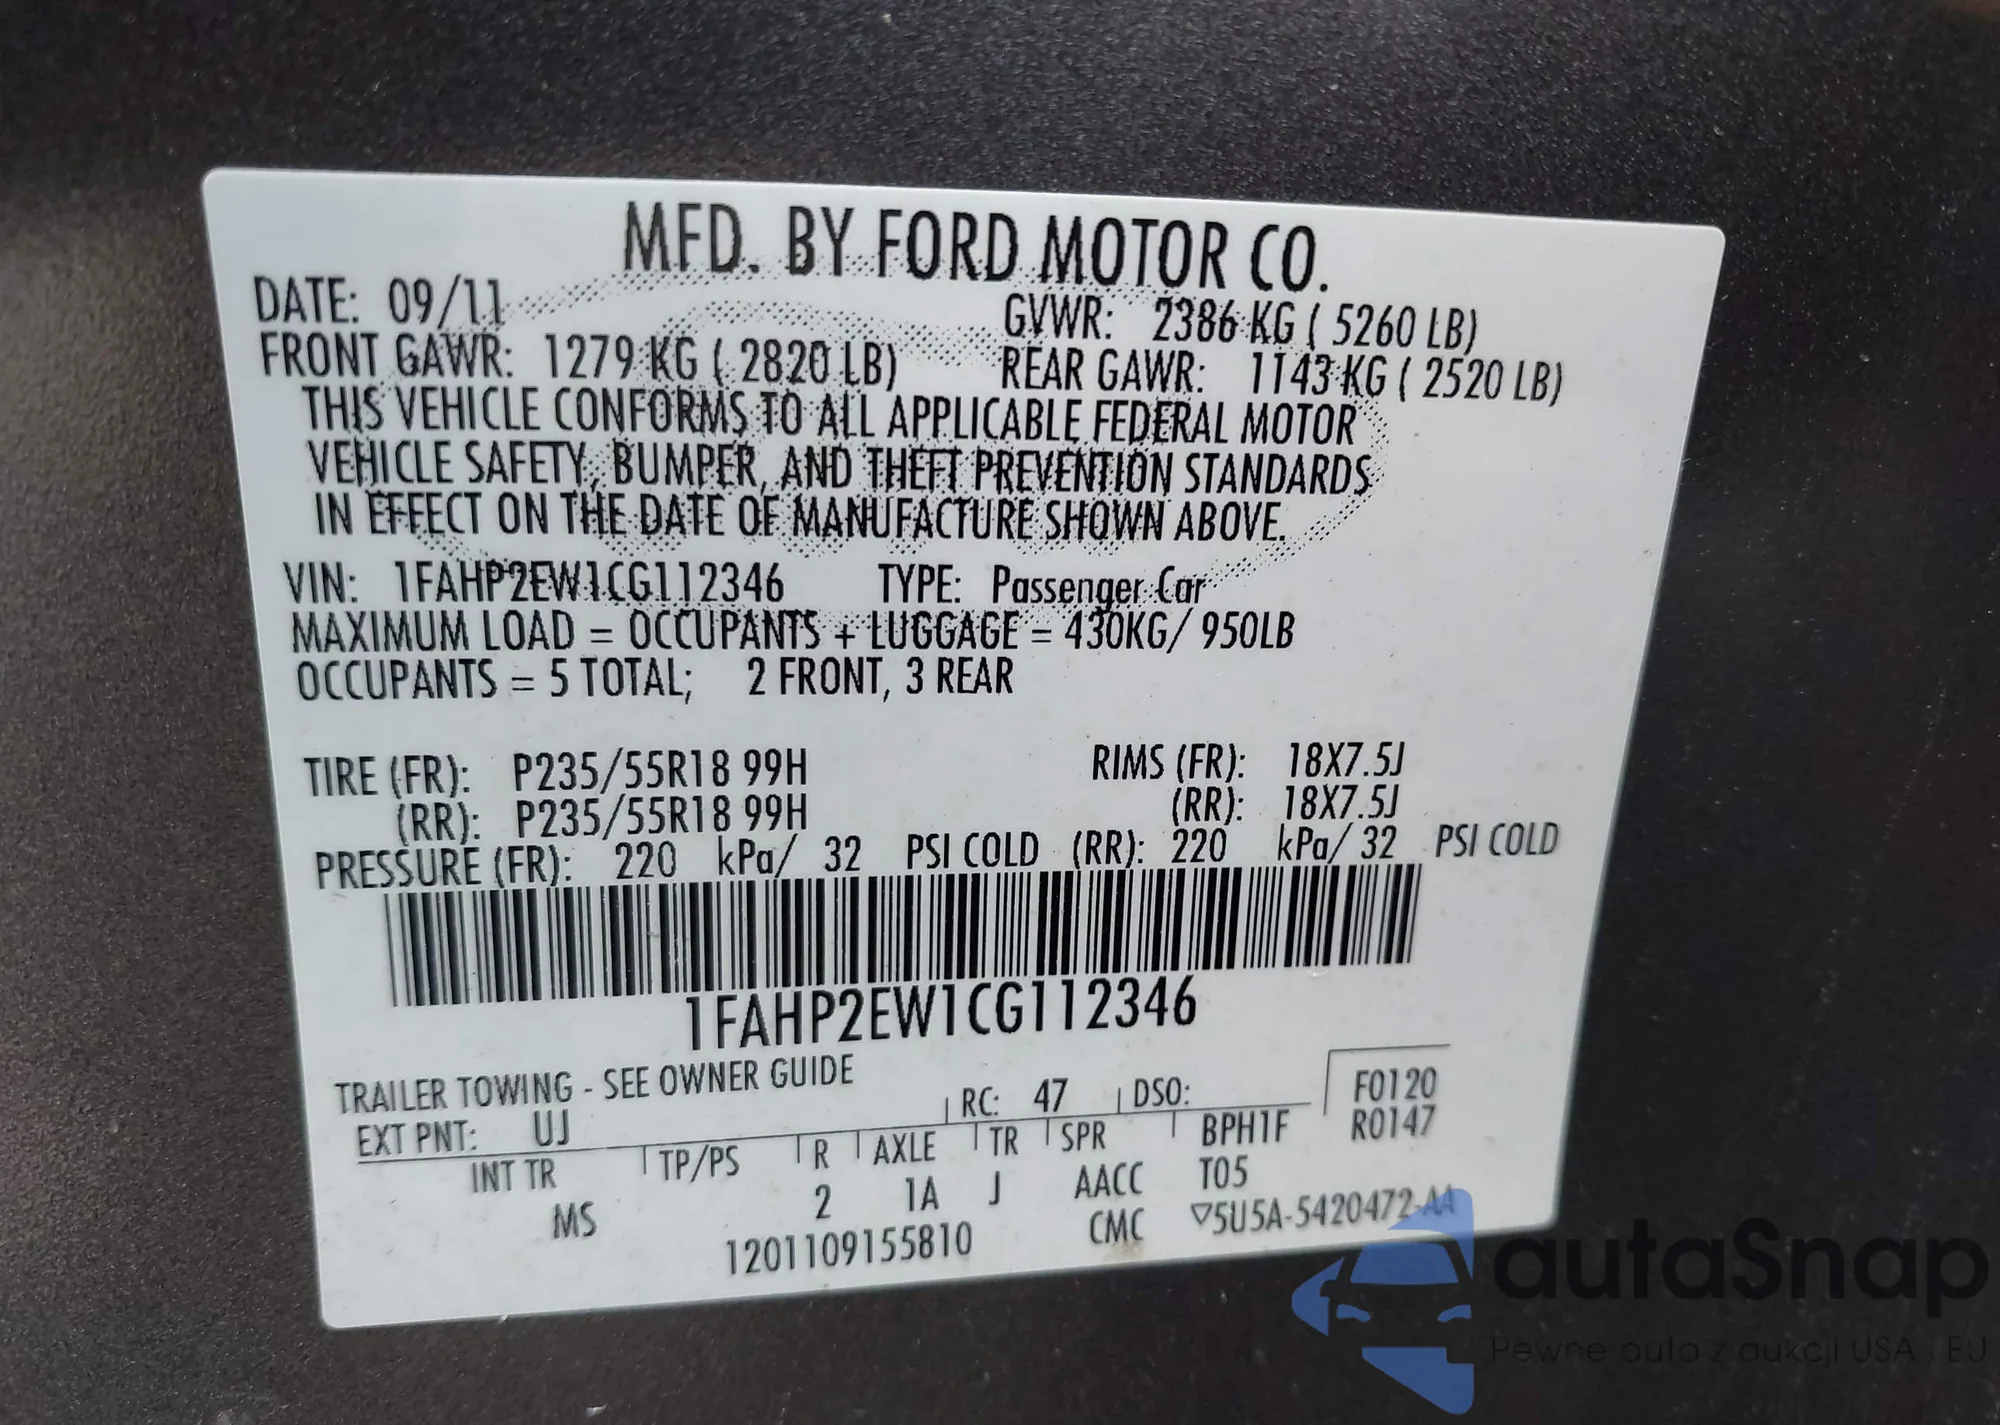 MFD. BY FORD MOTOR CO.
DATE: 09/11 GVWR: 2386 KG ( 5260 LB)
FRONT GAWR: 1279 KG ( 2820 LB) REAR GAWR: 1143 KG ( 2520 LB)
THIS VEHICLE CONFORMS TO ALL APPLICABLE FEDERAL MOTOR
VEHICLE SAFETY, BUMPER, AND THEFT PREVENTION STANDARDS
IN EFFECT ON THE DATE OF MANUFACTURE SHOWN ABOVE.
VIN: 1FAHP2EW1CG112346 TYPE: Passenger Car
MAXIMUM LOAD = OCCUPANTS + LUGGAGE = 430KG/ 950LB
OCCUPANTS = 5 TOTAL; 2 FRONT, 3 REAR
TIRE (FR): P235/55R18 99H RIMS (FR): 18X7.5J
(RR): P235/55R18 99H (RR): 18X7.5J
PRESSURE (FR): 220 kPa/ 32 PSI COLD (RR): 220 kPa/ 32 PSI COLD
1FAHP2EW1CG112346
TRAILER TOWING - SEE OWNER GUIDE
EXT PNT: UJ RC: 47 DSO: F0120
INT TR TP/PS R AXLE TR SPR BPH1F R0147
MS 2 1A J AACC T05
1201109155810 CMC ▽5U5A-5420472-AA
autaSnap
Pewne auta z aukcji USA i EU